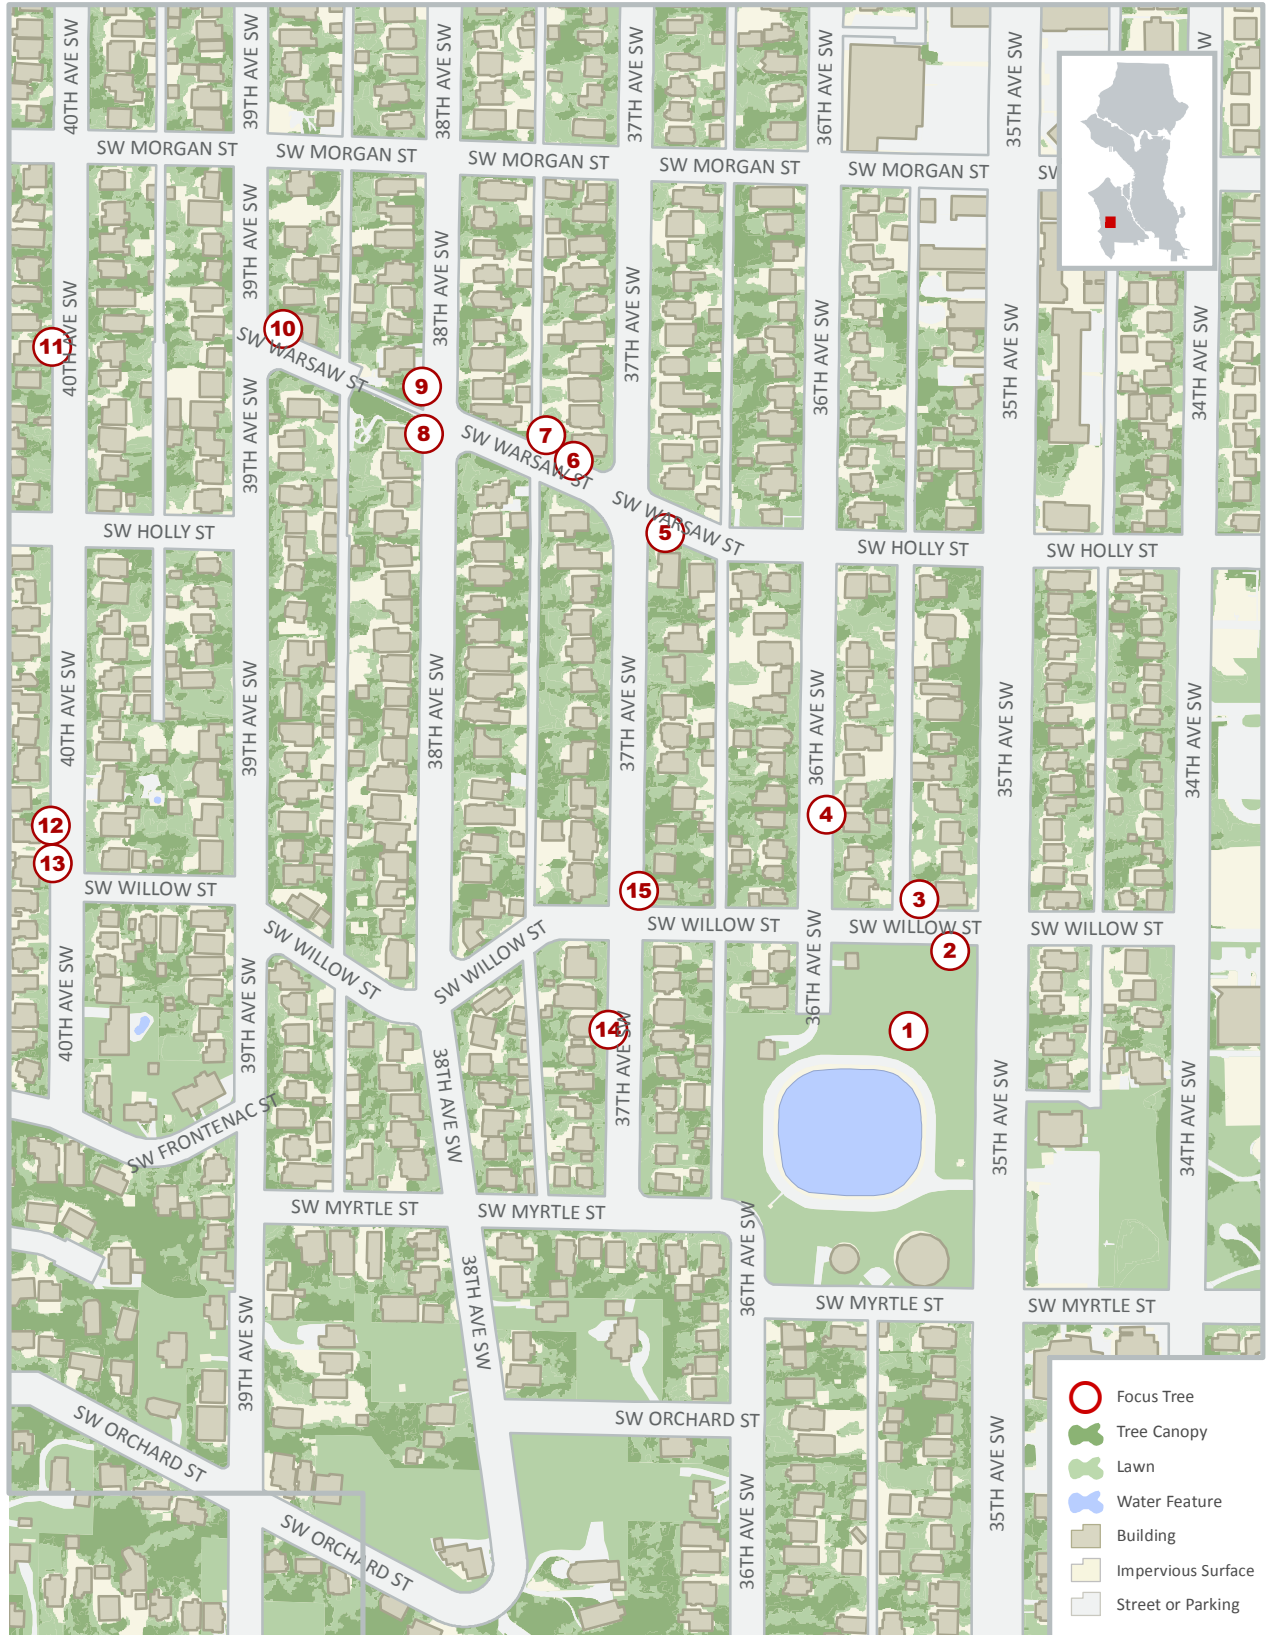 40TH AVE SW
39TH AVE SW
38TH AVE SW
37TH AVE SW
36TH AVE SW
35TH AVE SW
W
SW MORGAN ST
SW MORGAN ST
SW MORGAN ST
SW MORGAN ST
SW MORGAN ST
SW
39TH AVE SW
38TH AVE SW
37TH AVE SW
40TH AVE SW
36TH AVE SW
35TH AVE SW
34TH AVE SW
10
11
SW WARSAW ST
9
39TH AVE SW
8
7
6
SW WARSAW ST
SW WARSAW ST
5
SW HOLLY ST
SW HOLLY ST
SW HOLLY ST
40TH AVE SW
39TH AVE SW
38TH AVE SW
37TH AVE SW
36TH AVE SW
35TH AVE SW
34TH AVE SW
4
12
13
SW WILLOW ST
15
3
SW WILLOW ST
SW WILLOW ST
SW WILLOW ST
SW WILLOW ST
SW WILLOW ST
2
40TH AVE SW
39TH AVE SW
36TH AVE SW
14
1
37TH AVE SW
38TH AVE SW
35TH AVE SW
34TH AVE SW
SW FRONTENAC ST
SW MYRTLE ST
SW MYRTLE ST
36TH AVE SW
38TH AVE SW
SW MYRTLE ST
SW MYRTLE ST
39TH AVE SW
SW ORCHARD ST
SW ORCHARD ST
SW ORCHARD ST
36TH AVE SW
35TH AVE SW
Focus Tree
Tree Canopy
Lawn
Water Feature
Building
Impervious Surface
Street or Parking